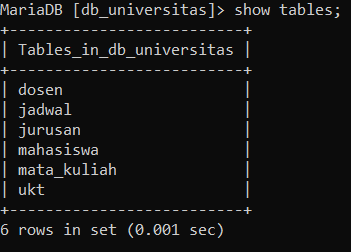 MariaDB [db_universitas]> show tables;
+--------------------------+
| Tables_in_db_universitas |
+--------------------------+
| dosen                    |
| jadwal                   |
| jurusan                  |
| mahasiswa                |
| mata_kuliah              |
| ukt                      |
+--------------------------+
6 rows in set (0.001 sec)